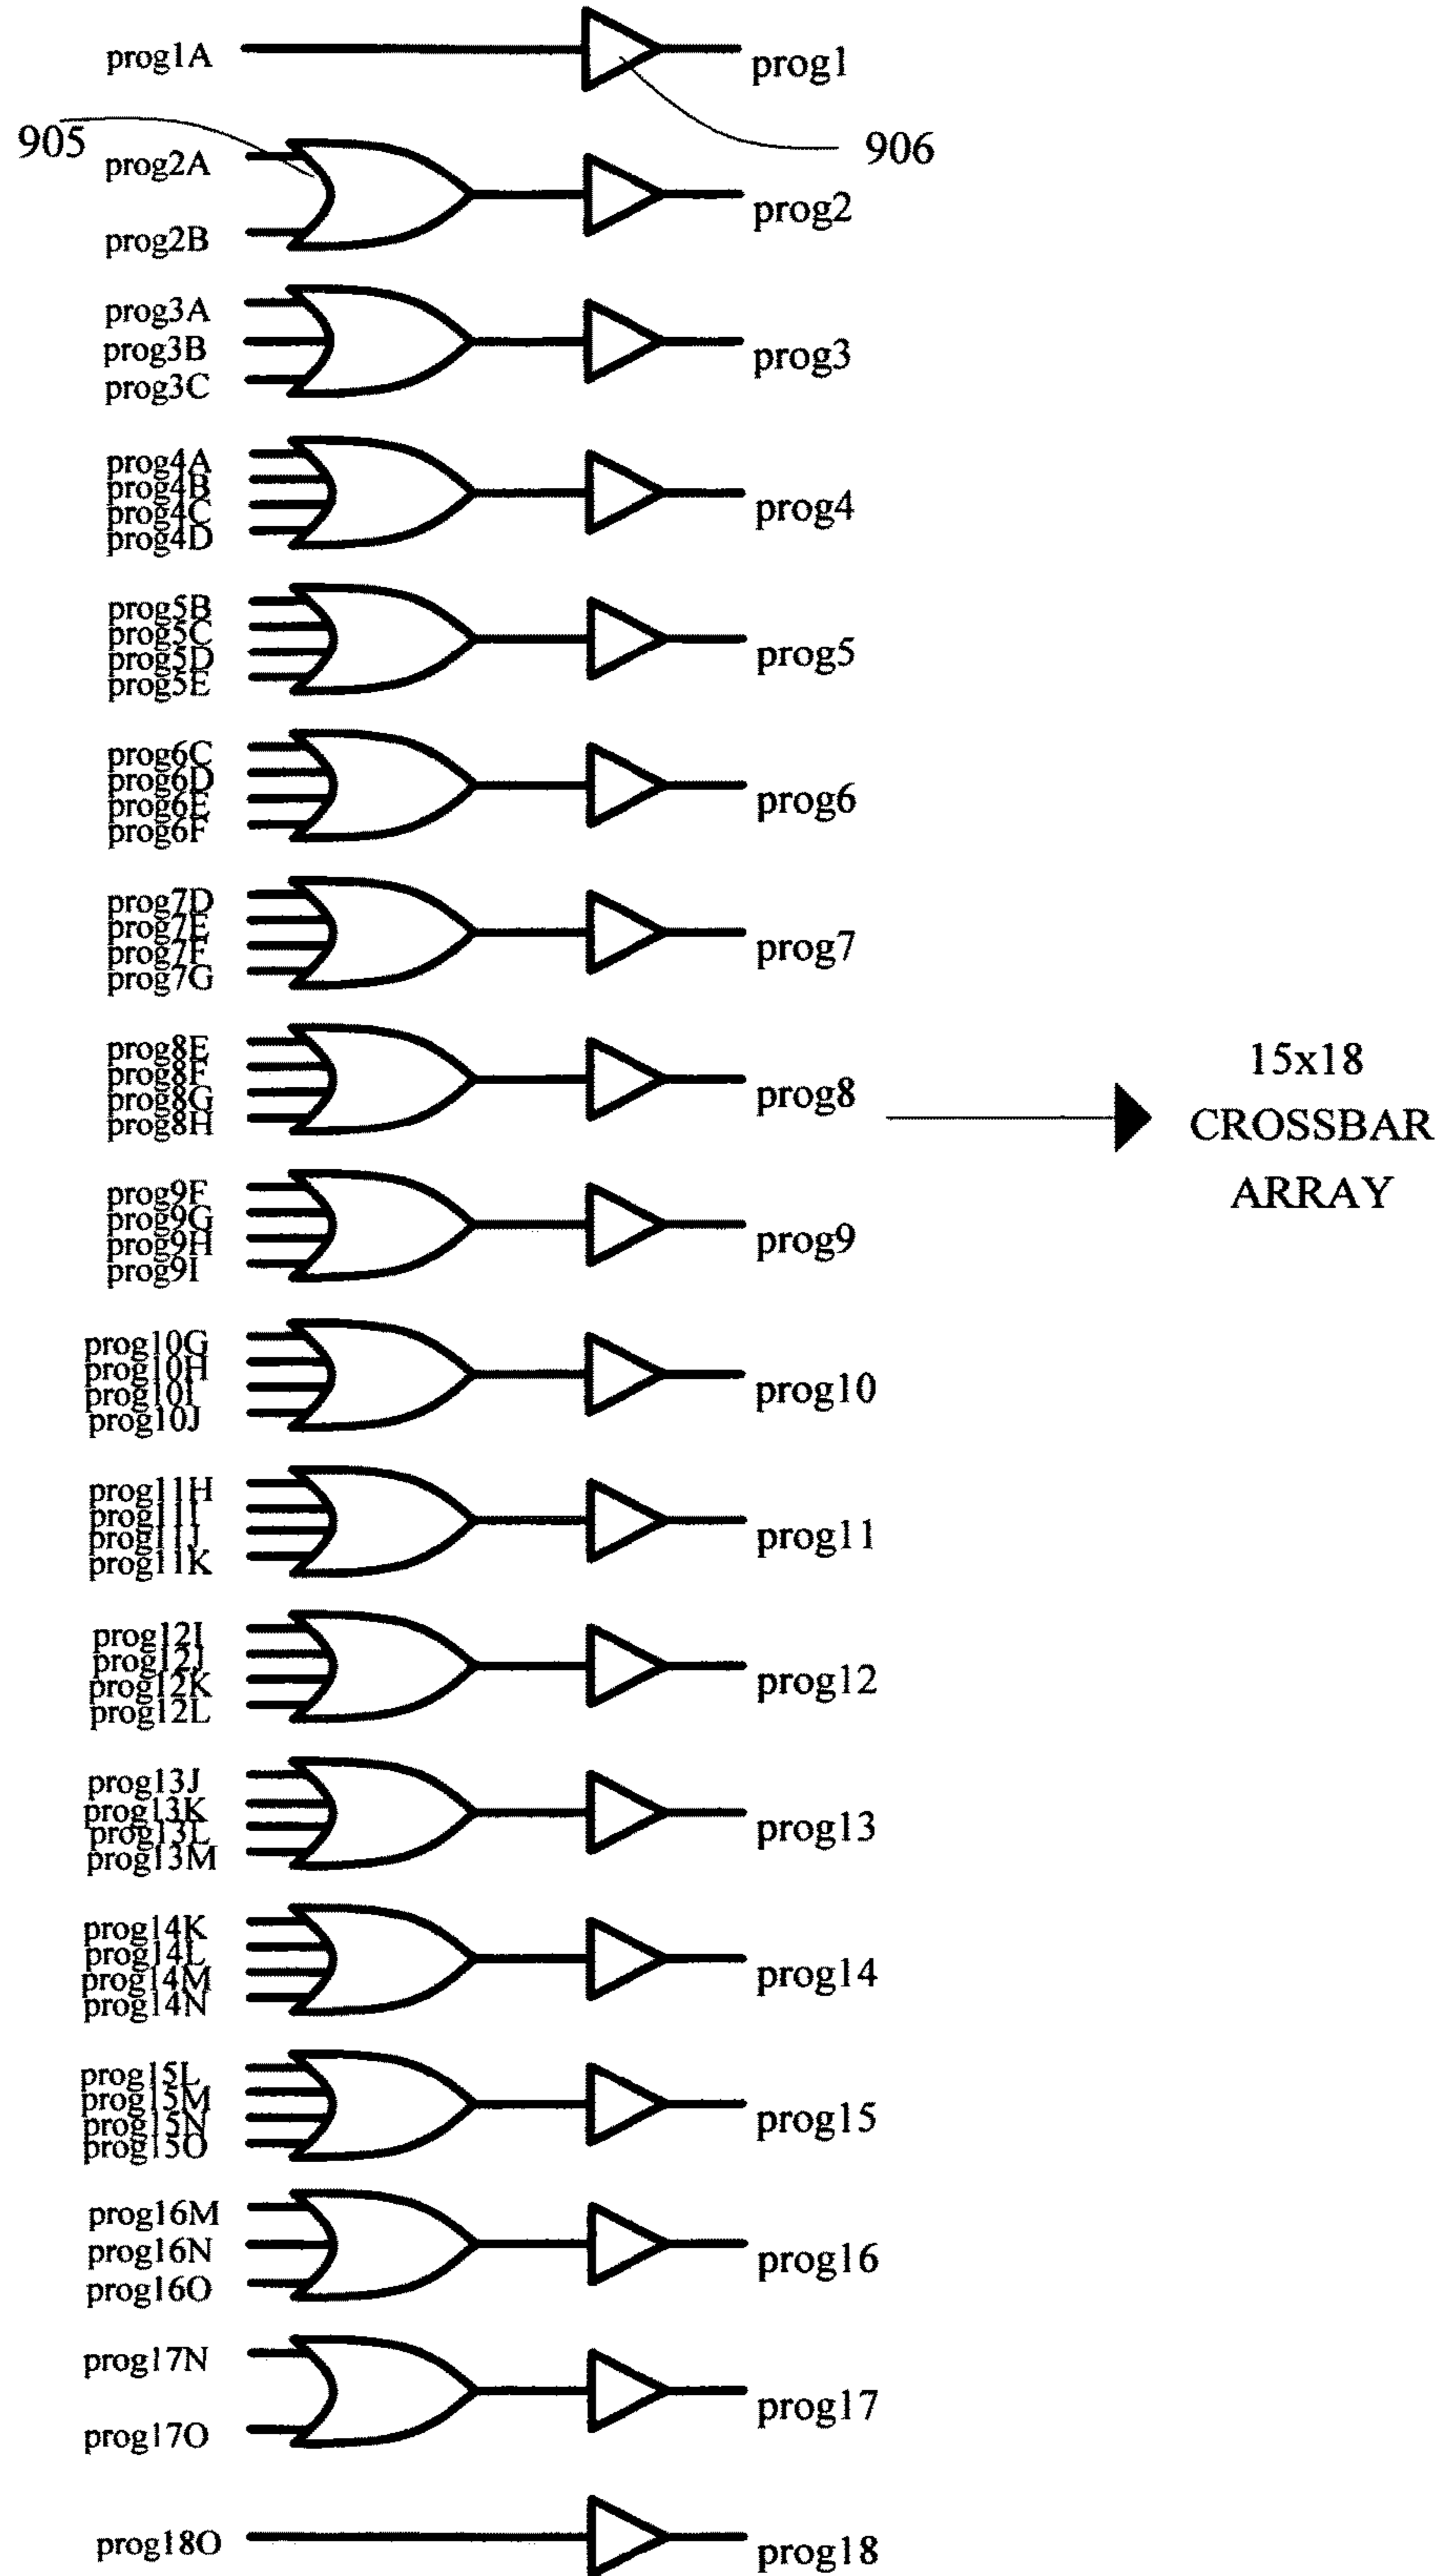 prog1A
prog1
905
906
prog2A
prog2B
prog2
prog3A
prog3B
prog3C
prog3
prog4A
prog4B
prog4C
prog4D
prog4
prog5B
prog5C
prog5D
prog5E
prog5
prog6C
prog6D
prog6E
prog6F
prog6
prog7D
prog7E
prog7F
prog7G
prog7
prog8E
prog8F
prog8G
prog8H
prog8
15x18
CROSSBAR
ARRAY
prog9F
prog9G
prog9H
prog9I
prog9
prog10G
prog10H
prog10I
prog10J
prog10
prog11H
prog11I
prog11J
prog11K
prog11
prog12I
prog12J
prog12K
prog12L
prog12
prog13J
prog13K
prog13L
prog13M
prog13
prog14K
prog14L
prog14M
prog14N
prog14
prog15L
prog15M
prog15N
prog15O
prog15
prog16M
prog16N
prog16O
prog16
prog17N
prog17O
prog17
prog18O
prog18